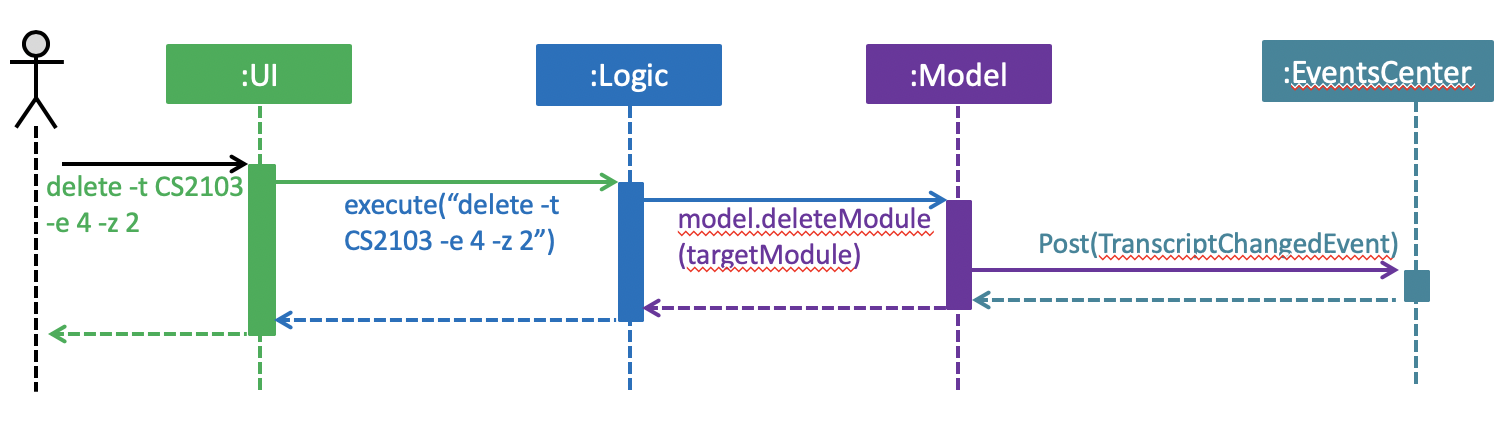 :UI
:Logic
:Model
:EventsCenter
delete -t CS2103
-e 4 -z 2
execute(“delete -t
CS2103 -e 4 -z 2”)
model.deleteModule
(targetModule)
Post(TranscriptChangedEvent)